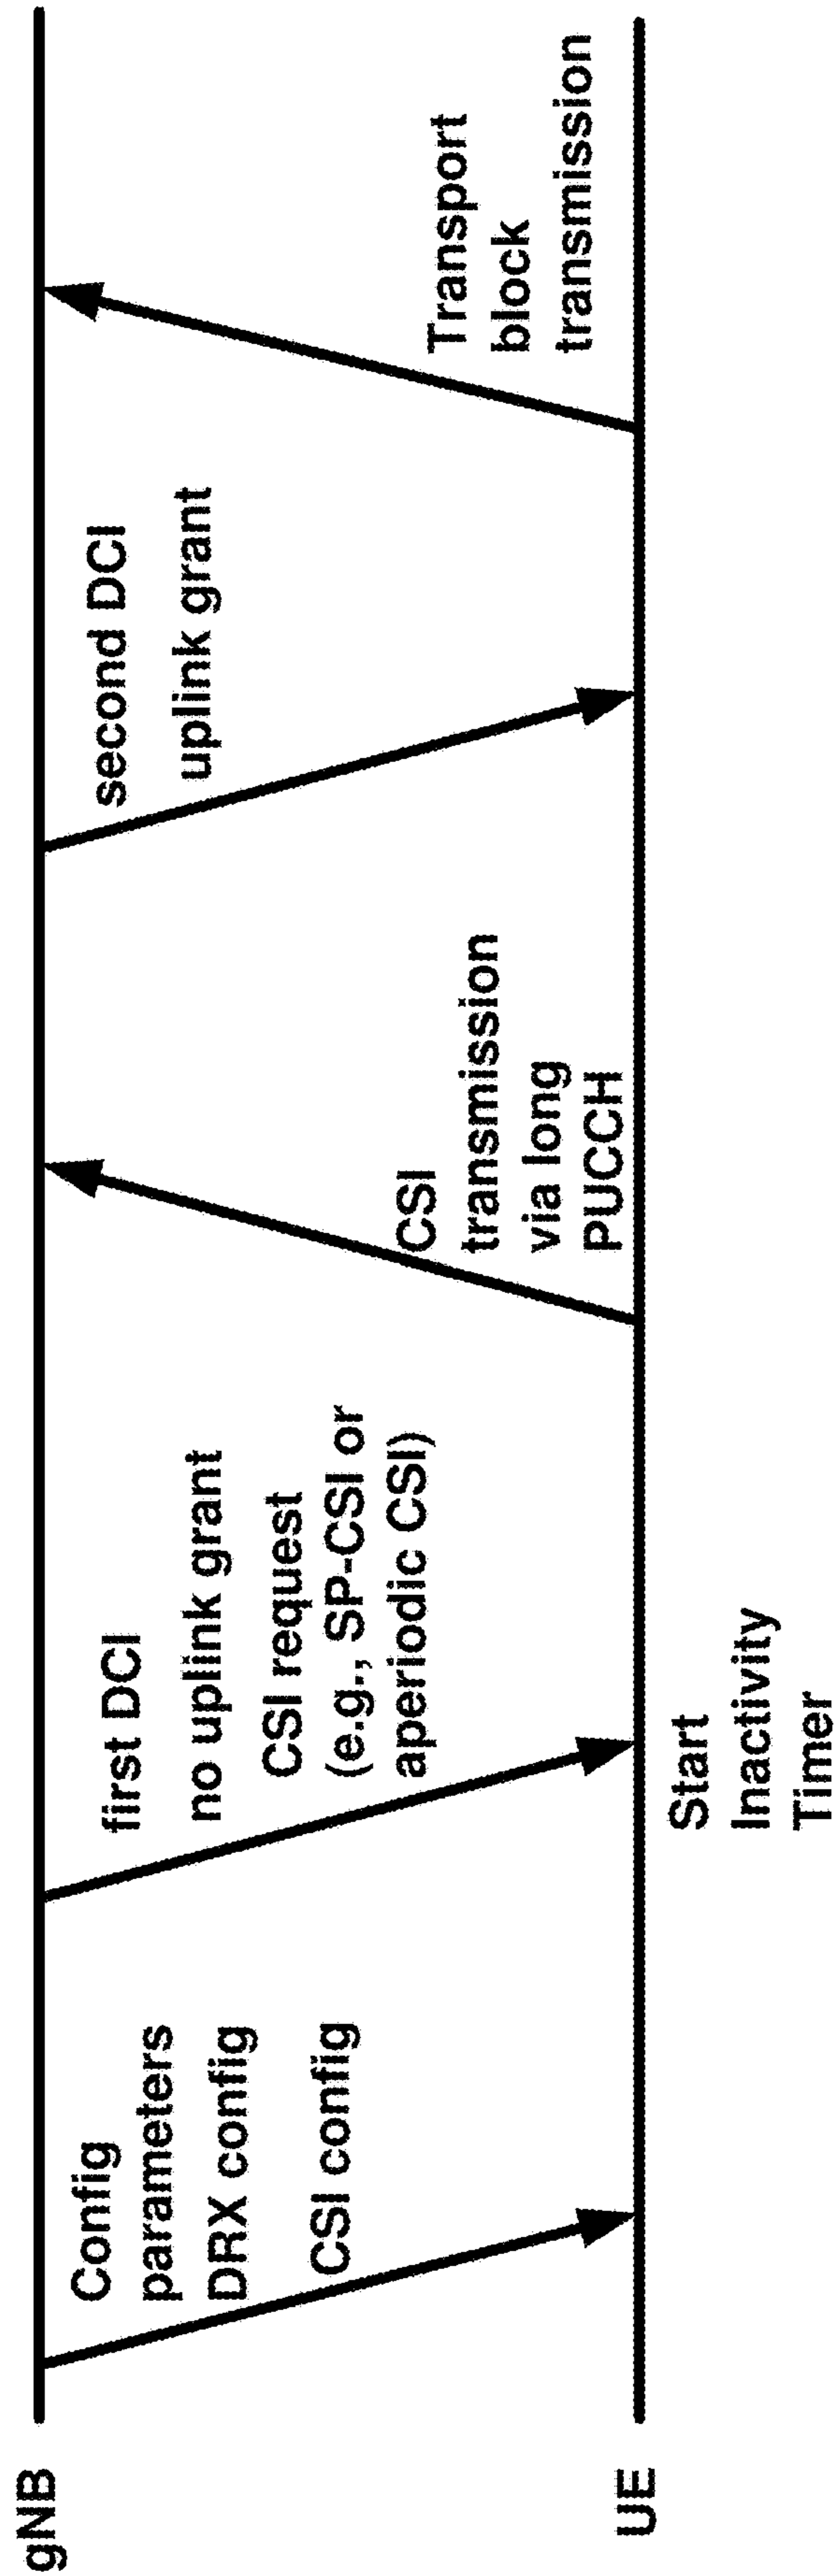 gNB
Config
parameters
DRX config
CSI config
first DCI
no uplink grant
CSI request
(e.g., SP-CSI or
aperiodic CSI)
CSI
transmission
via long
PUCCH
second DCI
uplink grant
Transport
block
transmission
UE
Start
Inactivity
Timer